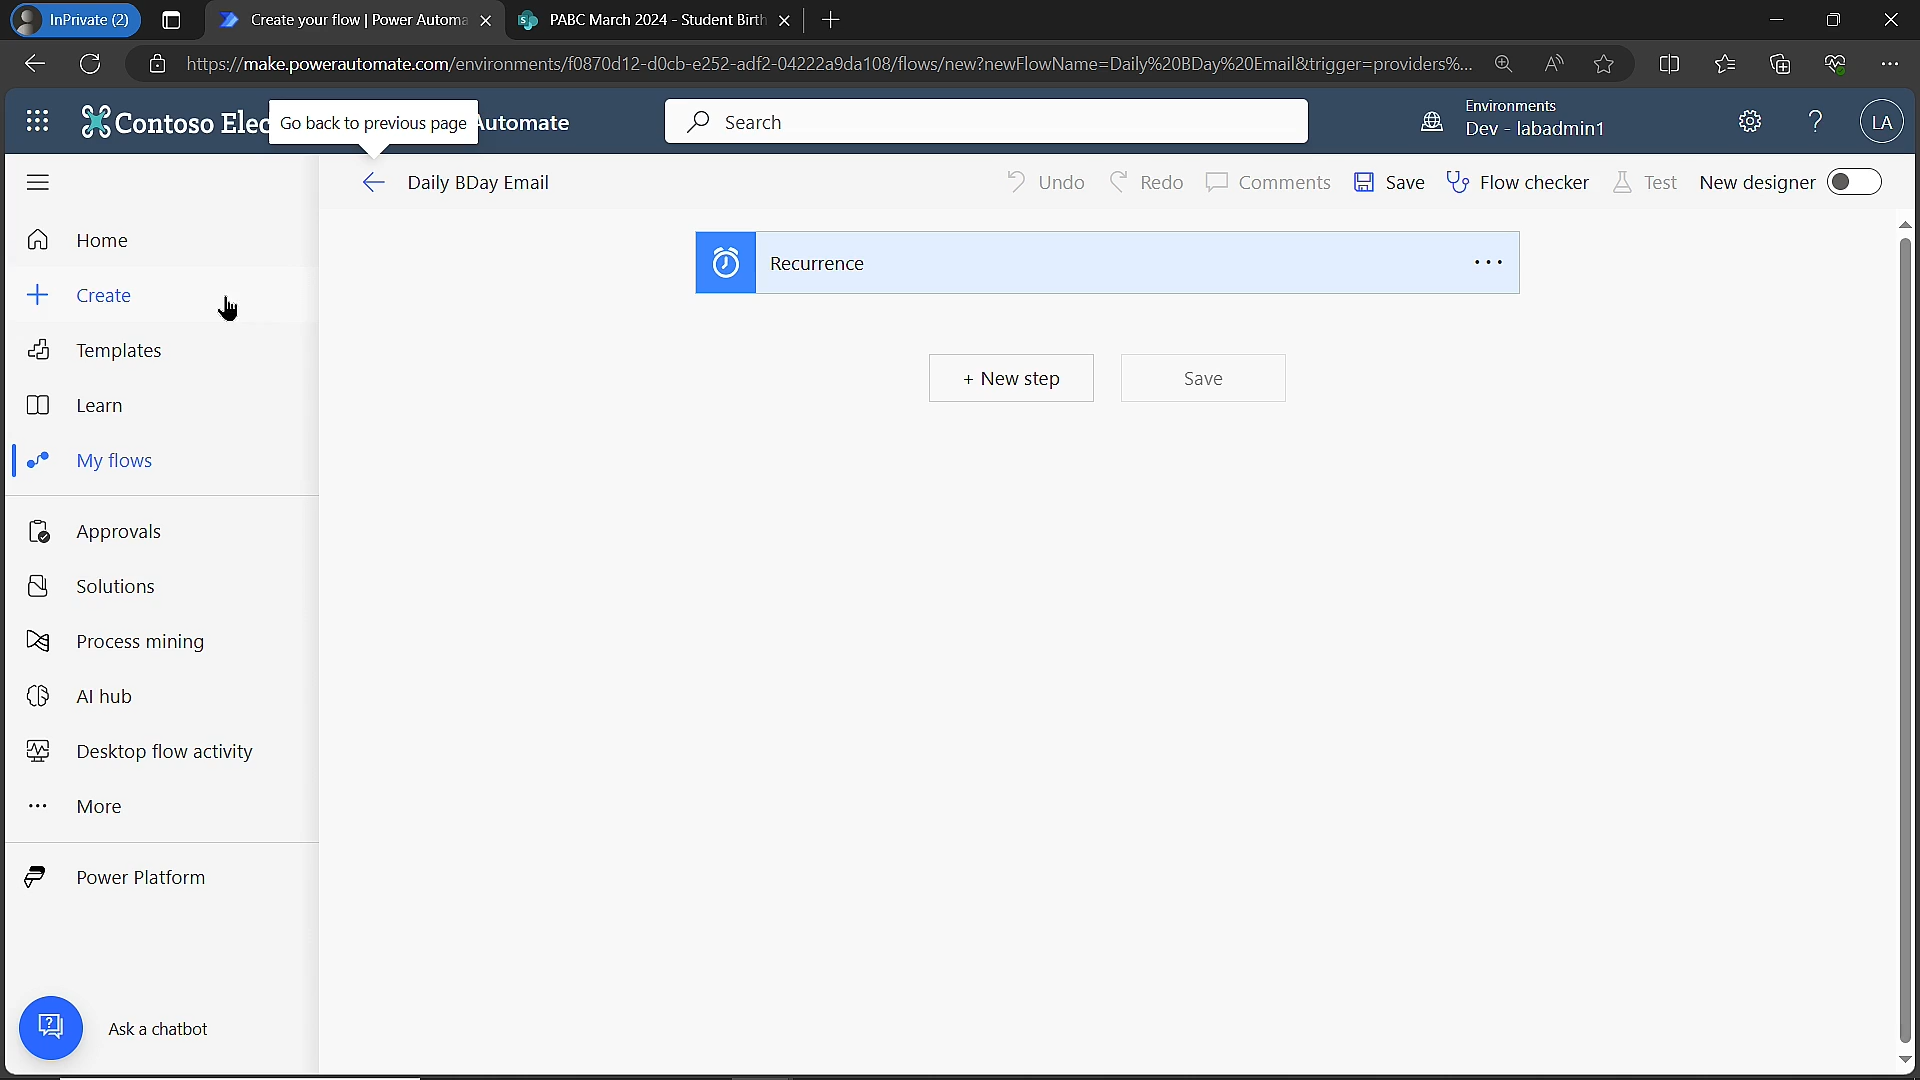 InPrivate (2)
Create your flow | Power Automa
PABC March 2024 - Student Birth
https://make.powerautomate.com/environments/f0870d12-d0cb-e252-adf2-04222a9da108/flows/new?newFlowName=Daily%20BDay%20Email&trigger=providers%...
Contoso Elec
Go back to previous page
Automate
Search
Environments
Dev - labadmin1
?
LA
Daily BDay Email
Undo
Redo
Comments
Save
Flow checker
Test
New designer
Home
Create
Templates
Learn
My flows
Approvals
Solutions
Process mining
AI hub
Desktop flow activity
More
Power Platform
Ask a chatbot
Recurrence
+ New step
Save